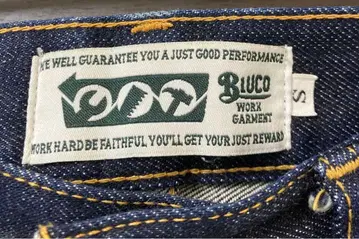 WE WELL GUARANTEE YOU A JUST GOOD PERFORMANCE
BLUCO
WORK
GARMENT
S
WORK HARD BE FAITHFUL, YOU'LL GET YOUR JUST REWARD